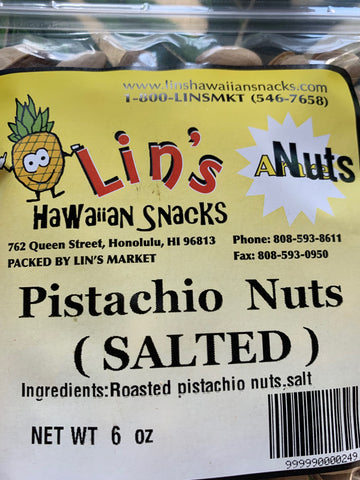 www.linshawaiiansnacks.com
1-800-LINSMKT (546-7658)
Lin's
Nuts
HaWaiian SNACKS
762 Queen Street, Honolulu, HI 96813
Phone: 808-593-8611
PACKED BY LIN'S MARKET
Fax: 808-593-0950
Pistachio Nuts
( SALTED )
Ingredients:Roasted pistachio nuts,salt
NET WT 6 oz
999990000249